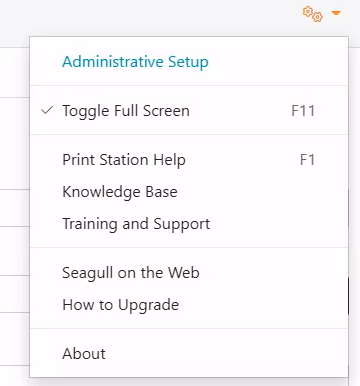 Administrative Setup
Toggle Full Screen F11
Print Station Help F1
Knowledge Base
Training and Support
Seagull on the Web
How to Upgrade
About